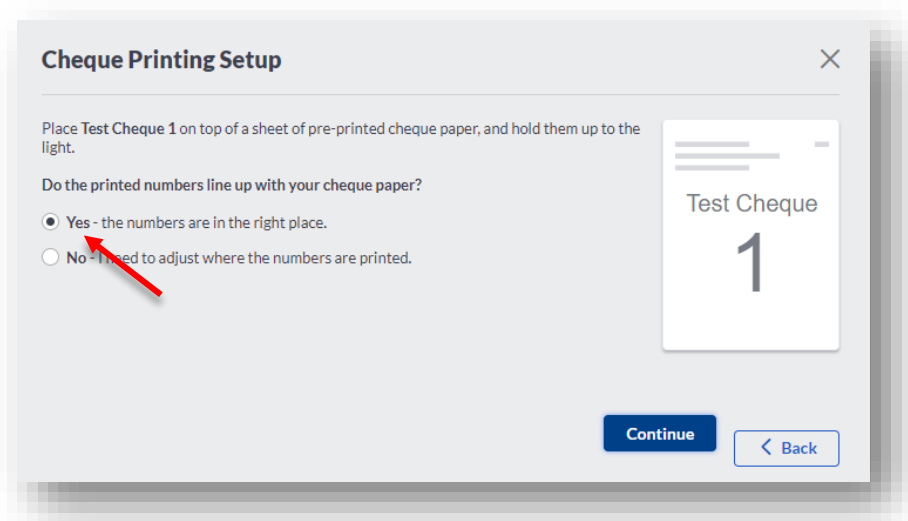 Cheque Printing Setup
Place Test Cheque 1 on top of a sheet of pre-printed cheque paper, and hold them up to the
light.
Do the printed numbers line up with your cheque paper?
Yes - the numbers are in the right place.
No - I need to adjust where the numbers are printed.
Test Cheque
1
Continue
Back